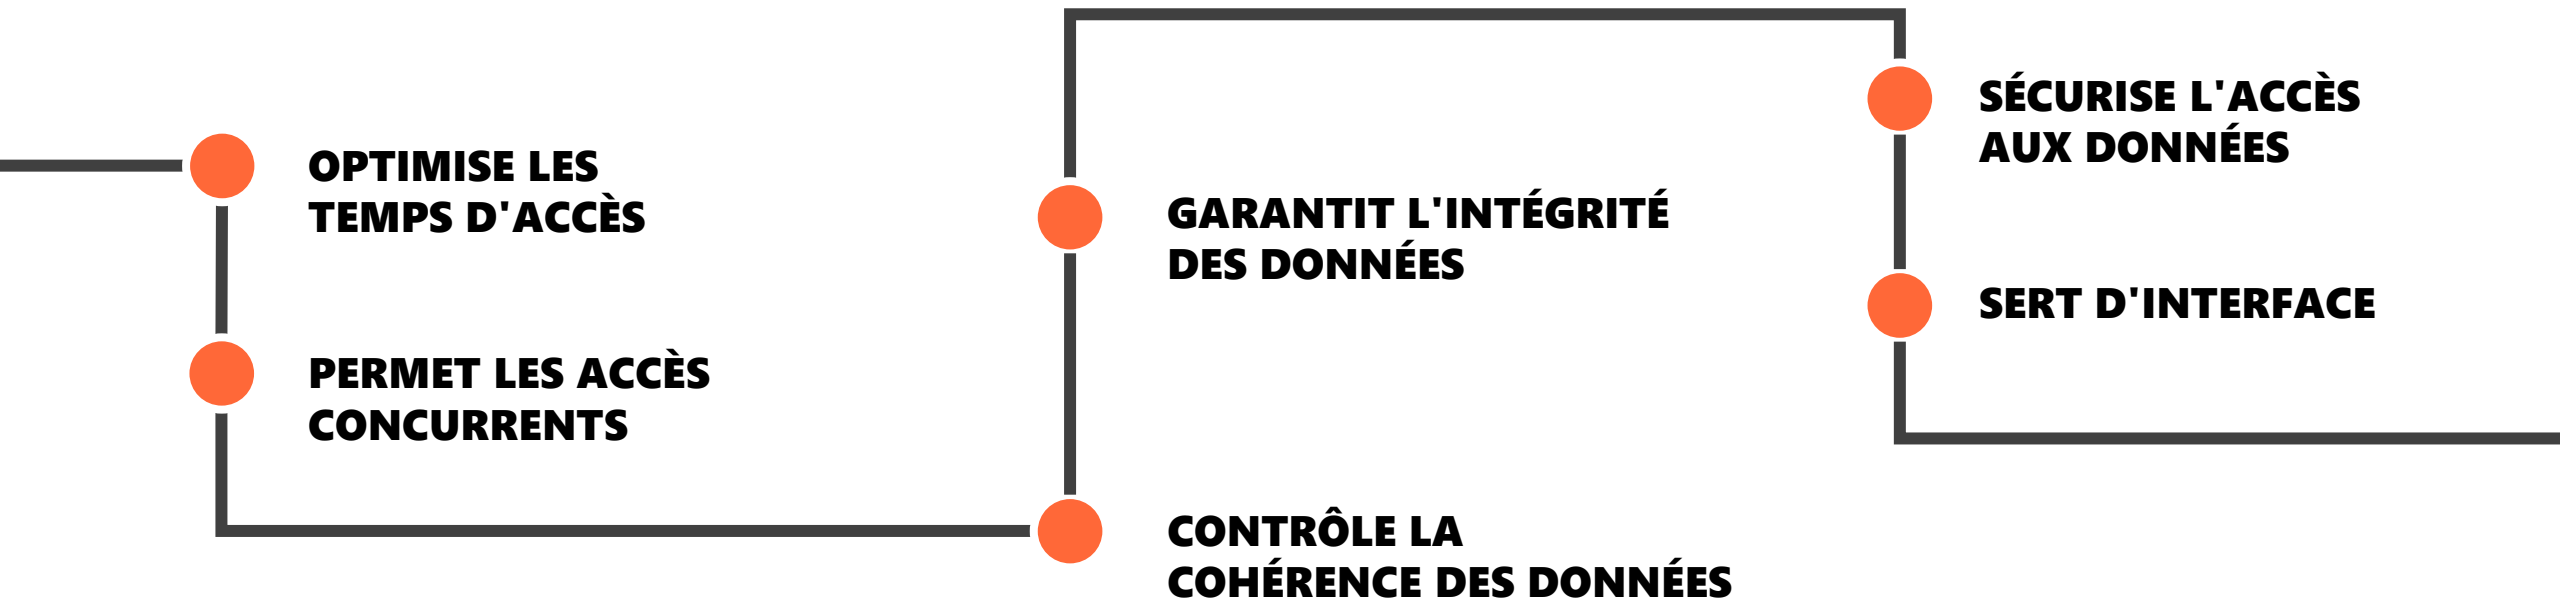 OPTIMISE LES
TEMPS D'ACCÈS
PERMET LES ACCÈS
CONCURRENTS
GARANTIT L'INTÉGRITÉ
DES DONNÉES
CONTRÔLE LA
COHÉRENCE DES DONNÉES
SÉCURISE L'ACCÈS
AUX DONNÉES
SERT D'INTERFACE